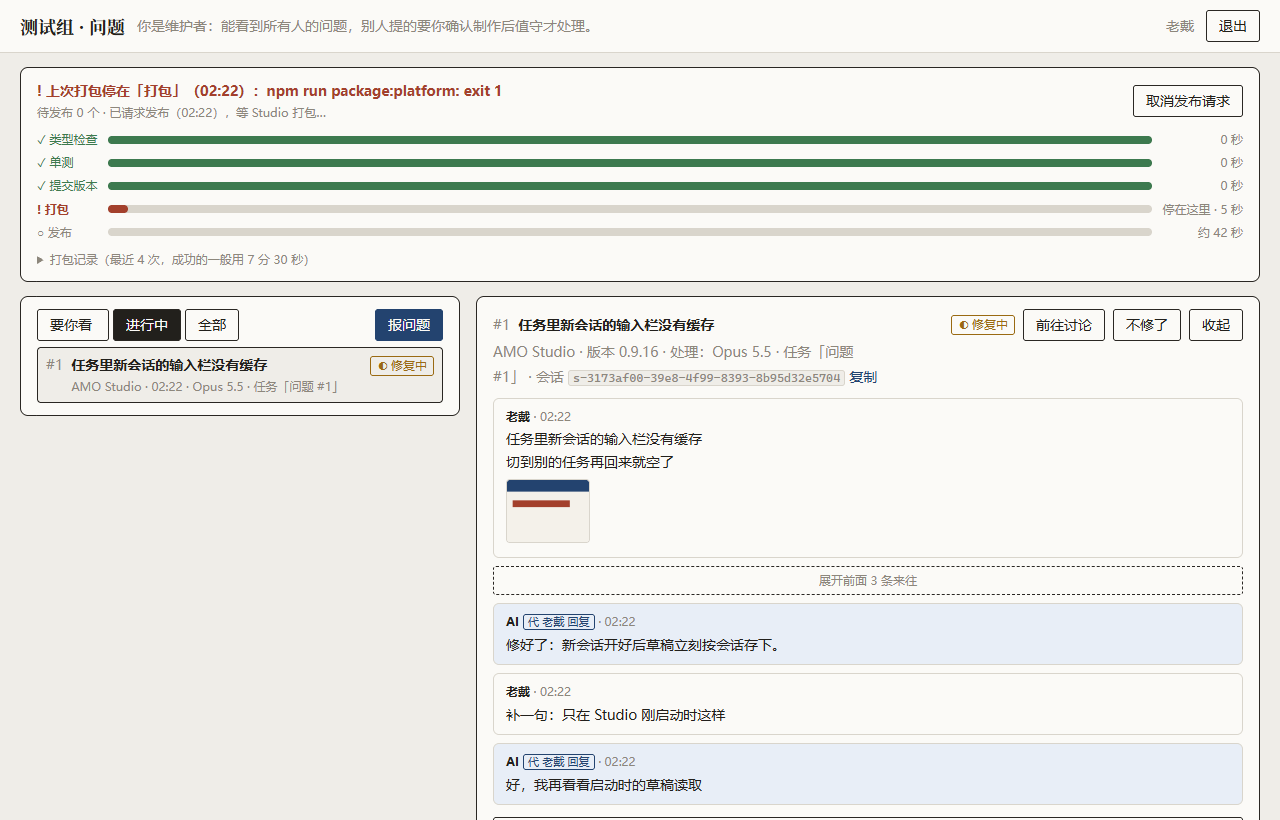 测试组 · 问题 你是维护者：能看到所有人的问题，别人提的要你确认制作后值守才处理。 老戴 退出
! 上次打包停在「打包」（02:22）：npm run package:platform: exit 1
待发布 0 个 · 已请求发布（02:22），等 Studio 打包… 取消发布请求
✓ 类型检查 0 秒
✓ 单测 0 秒
✓ 提交版本 0 秒
! 打包 停在这里 · 5 秒
○ 发布 约 42 秒
▶ 打包记录（最近 4 次，成功的一般用 7 分 30 秒）
要你看 进行中 全部 报问题
#1 任务里新会话的输入栏没有缓存 ◐ 修复中
AMO Studio · 02:22 · Opus 5.5 · 任务「问题 #1」
#1 任务里新会话的输入栏没有缓存 ◐ 修复中 前往讨论 不修了 收起
AMO Studio · 版本 0.9.16 · 处理：Opus 5.5 · 任务「问题
#1」 · 会话 s-3173af00-39e8-4f99-8393-8b95d32e5704 复制
老戴 · 02:22
任务里新会话的输入栏没有缓存
切到别的任务再回来就空了
展开前面 3 条来往
AI 代 老戴 回复 · 02:22
修好了：新会话开好后草稿立刻按会话存下。
老戴 · 02:22
补一句：只在 Studio 刚启动时这样
AI 代 老戴 回复 · 02:22
好，我再看看启动时的草稿读取